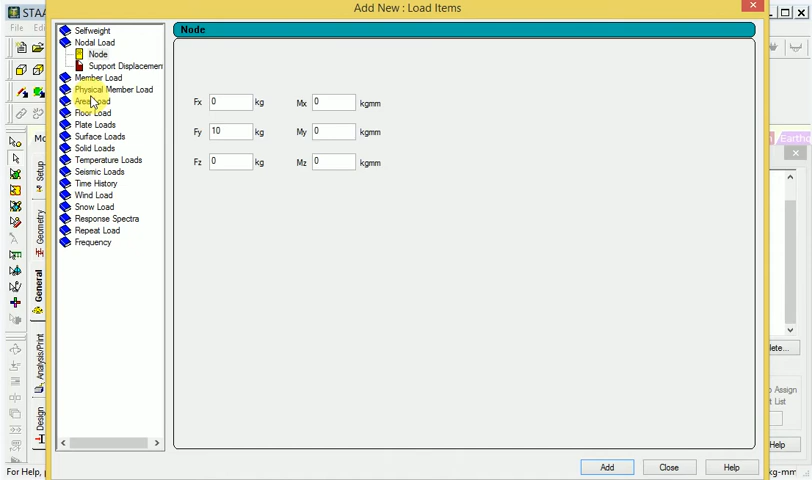 STAA
Add New : Load Items
File
Selfweight
Nodal Load
Node
Support Displacemen
Member Load
Physical Member Load
Area Load
Floor Load
Plate Loads
Surface Loads
Solid Loads
Temperature Loads
Seismic Loads
Time History
Wind Load
Snow Load
Response Spectra
Repeat Load
Frequency
Node
Fx 0 kg Mx 0 kgmm
Fy 10 kg My 0 kgmm
Fz 0 kg Mz 0 kgmm
Mo
Setup
Geometry
General
Analysis/Print
Design
Earthq
lete...
o Assign
t List
Help
Add Close Help
For Help, p
kg-mm